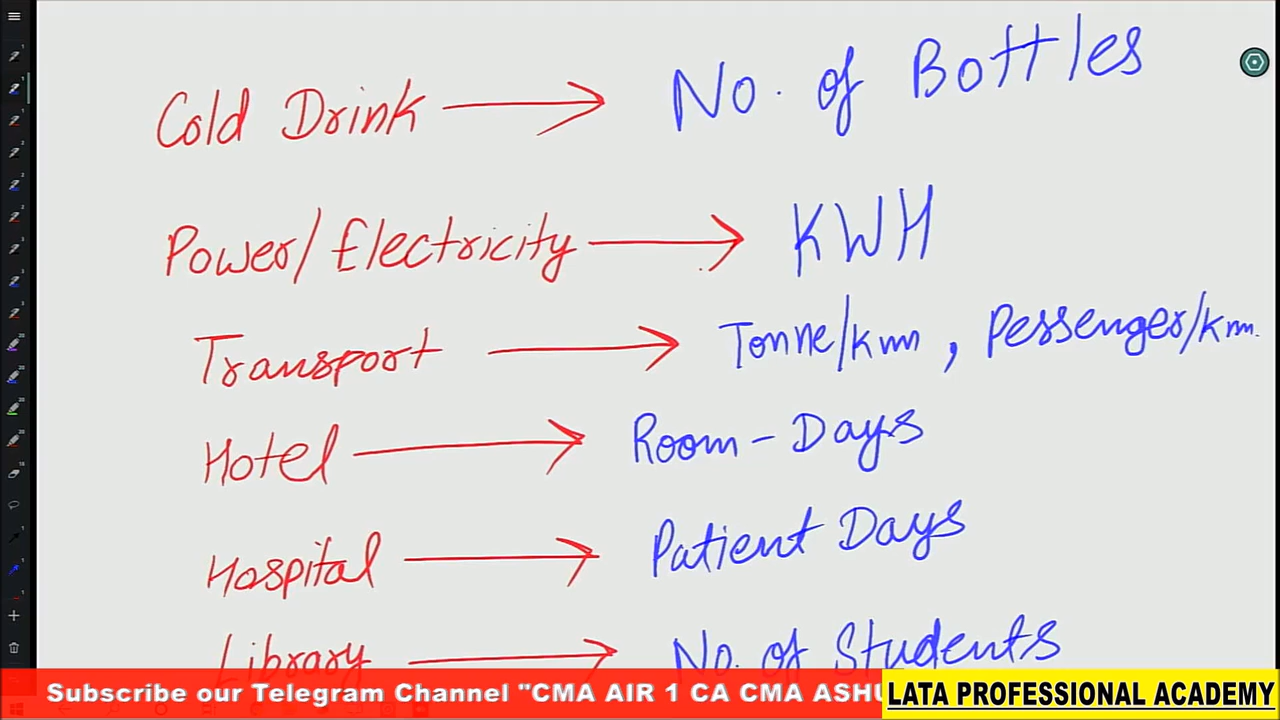 Cold Drink → No. of Bottles
Power/Electricity → KWH
Transport → Tonne/km , Pessenger/km.
Hotel → Room - Days
Hospital → Patient Days
Library → No. of Students
Subscribe our Telegram Channel "CMA AIR 1 CA CMA ASHU
LATA PROFESSIONAL ACADEMY